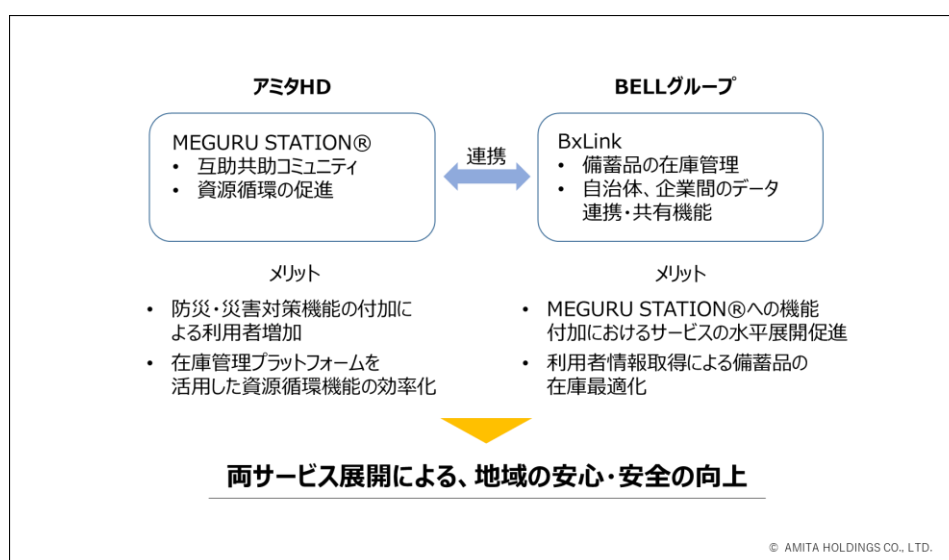 アミタHD
MEGURU STATION®
• 互助共助コミュニティ
• 資源循環の促進
連携
BELLグループ
BxLink
• 備蓄品の在庫管理
• 自治体、企業間のデータ
連携・共有機能
メリット
• 防災・災害対策機能の付加に
よる利用者増加
• 在庫管理プラットフォームを
活用した資源循環機能の効率化
メリット
• MEGURU STATION®への機能
付加におけるサービスの水平展開促進
• 利用者情報取得による備蓄品の
在庫最適化
両サービス展開による、地域の安心・安全の向上
© AMITA HOLDINGS CO., LTD.